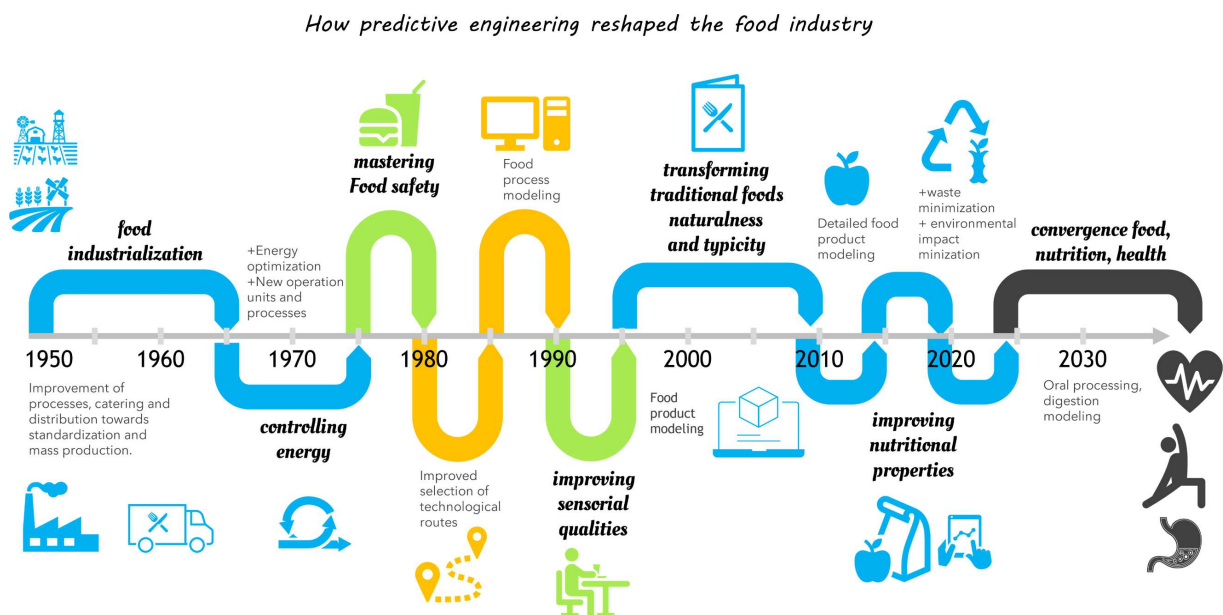 How predictive engineering reshaped the food industry
food
industrialization
+Energy
optimization
+New operation
units and
processes
mastering
Food safety
Food
process
modeling
transforming
traditional foods
naturalness
and typicity
Detailed food
product
modeling
+waste
minimization
+ environmental
impact
minization
convergence food,
nutrition, health
1950
1960
1970
1980
1990
2000
2010
2020
2030
Improvement of
processes, catering and
distribution towards
standardization and
mass production.
controlling
energy
Improved
selection of
technological
routes
improving
sensorial
qualities
Food
product
modeling
improving
nutritional
properties
Oral processing,
digestion
modeling